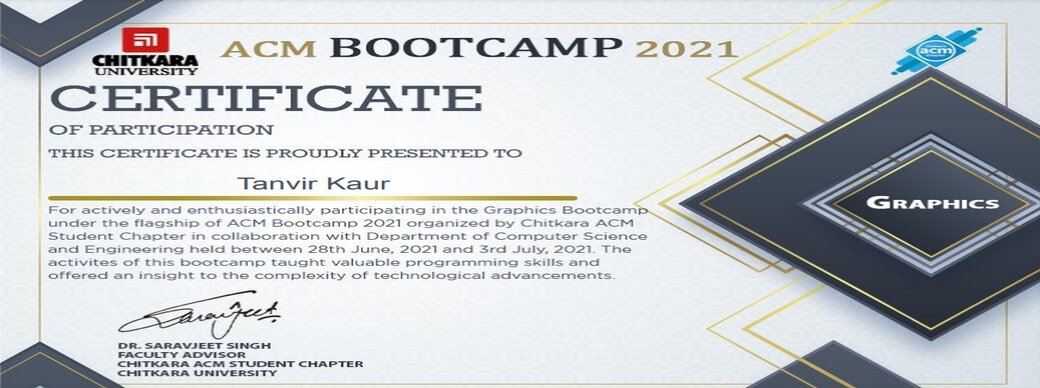 CHITKARA
UNIVERSITY
ACM BOOTCAMP 2021
acm
CERTIFICATE
OF PARTICIPATION
THIS CERTIFICATE IS PROUDLY PRESENTED TO
Tanvir Kaur
For actively and enthusiastically participating in the Graphics Bootcamp
under the flagship of ACM Bootcamp 2021 organized by Chitkara ACM
Student Chapter in collaboration with Department of Computer Science
and Engineering held between 28th June, 2021 and 3rd July, 2021. The
activites of this bootcamp taught valuable programming skills and
offered an insight to the complexity of technological advancements.
GRAPHICS
Saravjeet
DR. SARAVJEET SINGH
FACULTY ADVISOR
CHITKARA ACM STUDENT CHAPTER
CHITKARA UNIVERSITY